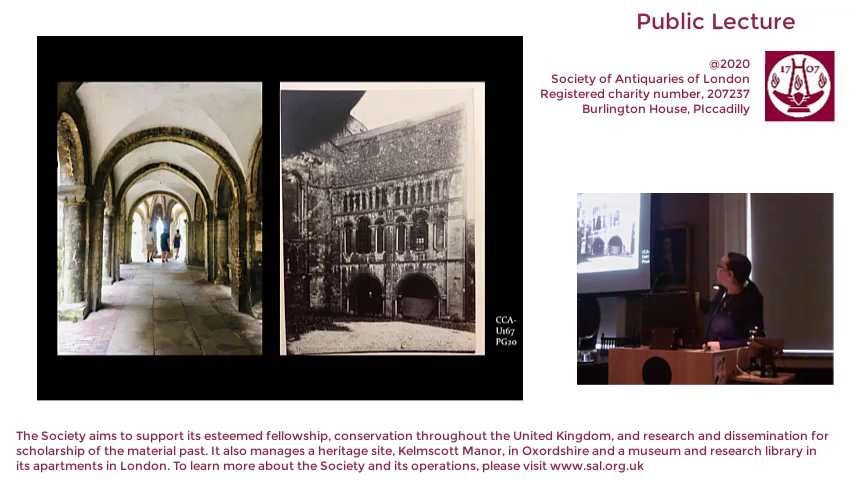 Public Lecture
@2020
Society of Antiquaries of London
Registered charity number, 207237
Burlington House, PIccadilly
17 07
CCA-
U167
PG20
The Society aims to support its esteemed fellowship, conservation throughout the United Kingdom, and research and dissemination for
scholarship of the material past. It also manages a heritage site, Kelmscott Manor, in Oxordshire and a museum and research library in
its apartments in London. To learn more about the Society and its operations, please visit www.sal.org.uk